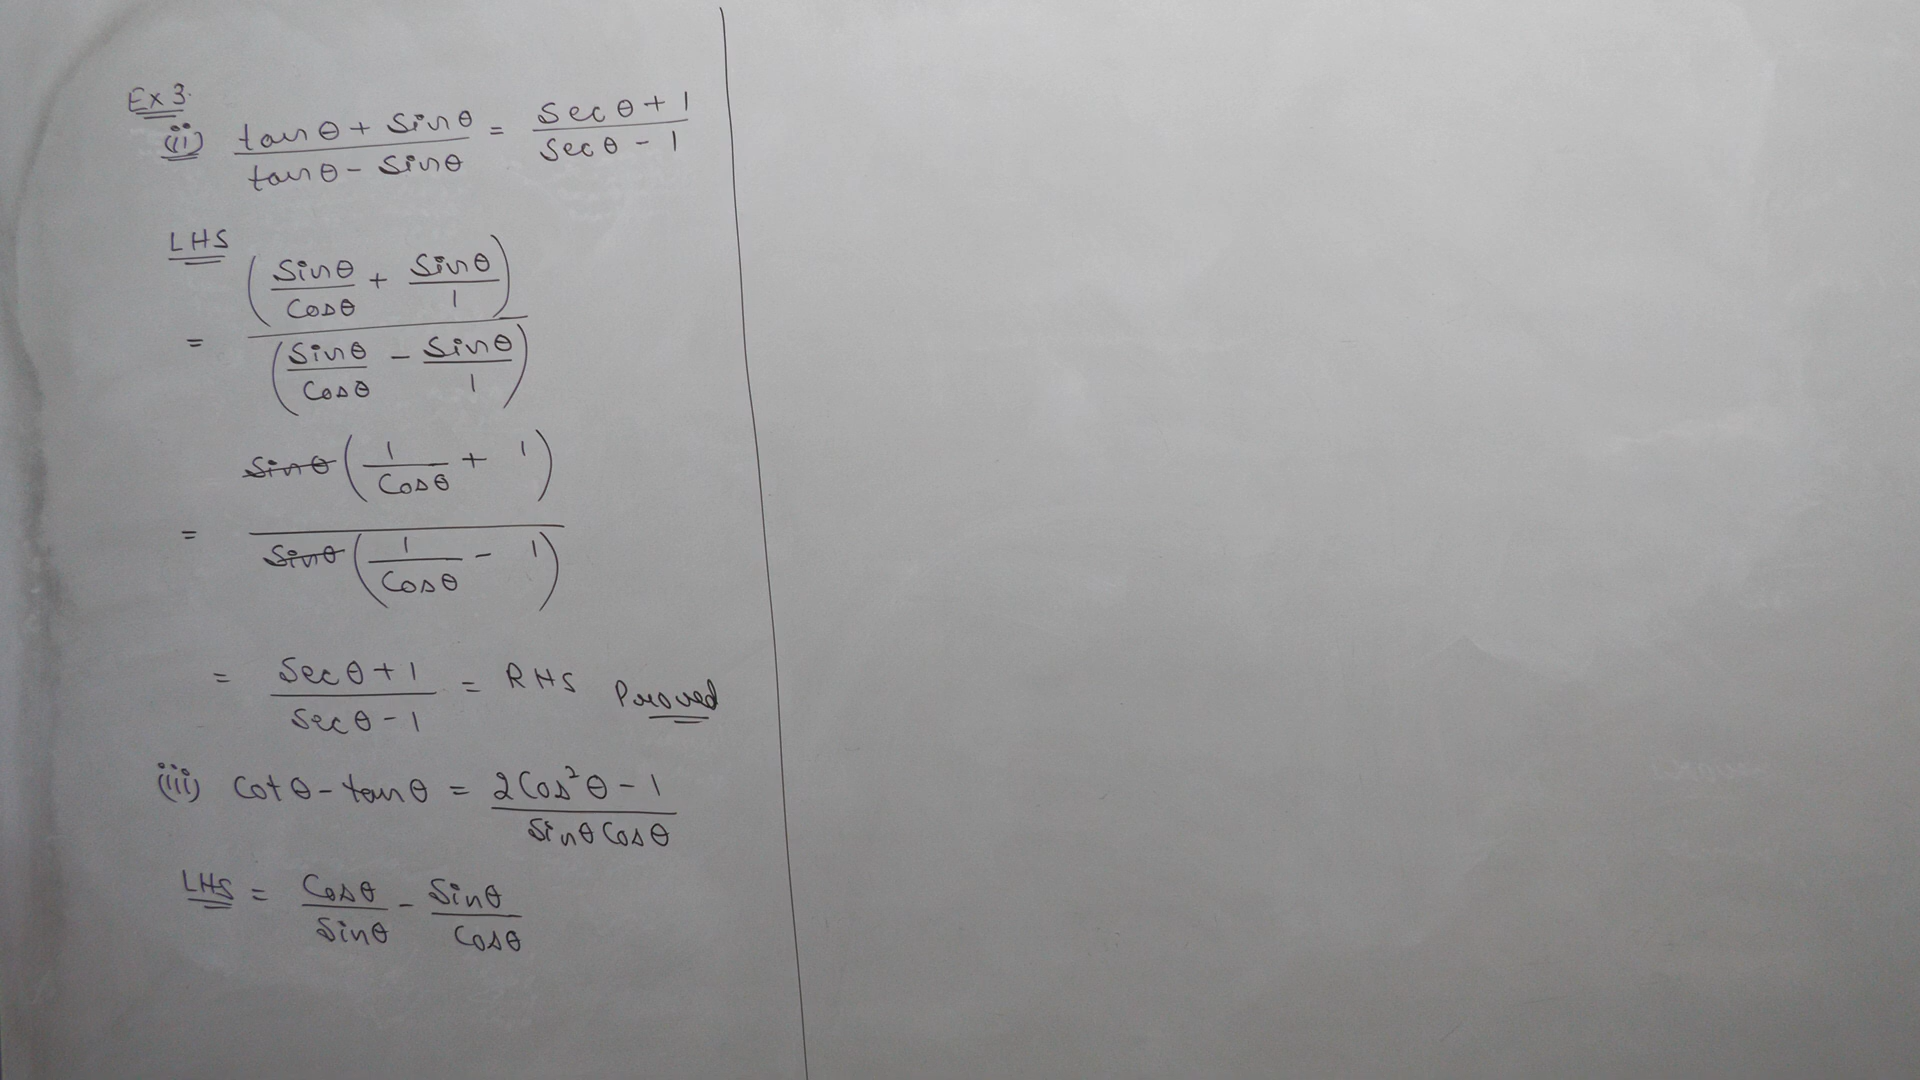 Ex 3.
(ii) tanθ + Sinθ / tanθ - Sinθ = Secθ + 1 / Secθ - 1
LHS
= (Sinθ/Cosθ + Sinθ/1) / (Sinθ/Cosθ - Sinθ/1)
= Sinθ (1/Cosθ + 1) / Sinθ (1/Cosθ - 1)
= Secθ + 1 / Secθ - 1 = RHS Proved
(iii) Cotθ - tanθ = 2Cos²θ - 1 / Sinθ Cosθ
LHS = Cosθ/Sinθ - Sinθ/Cosθ